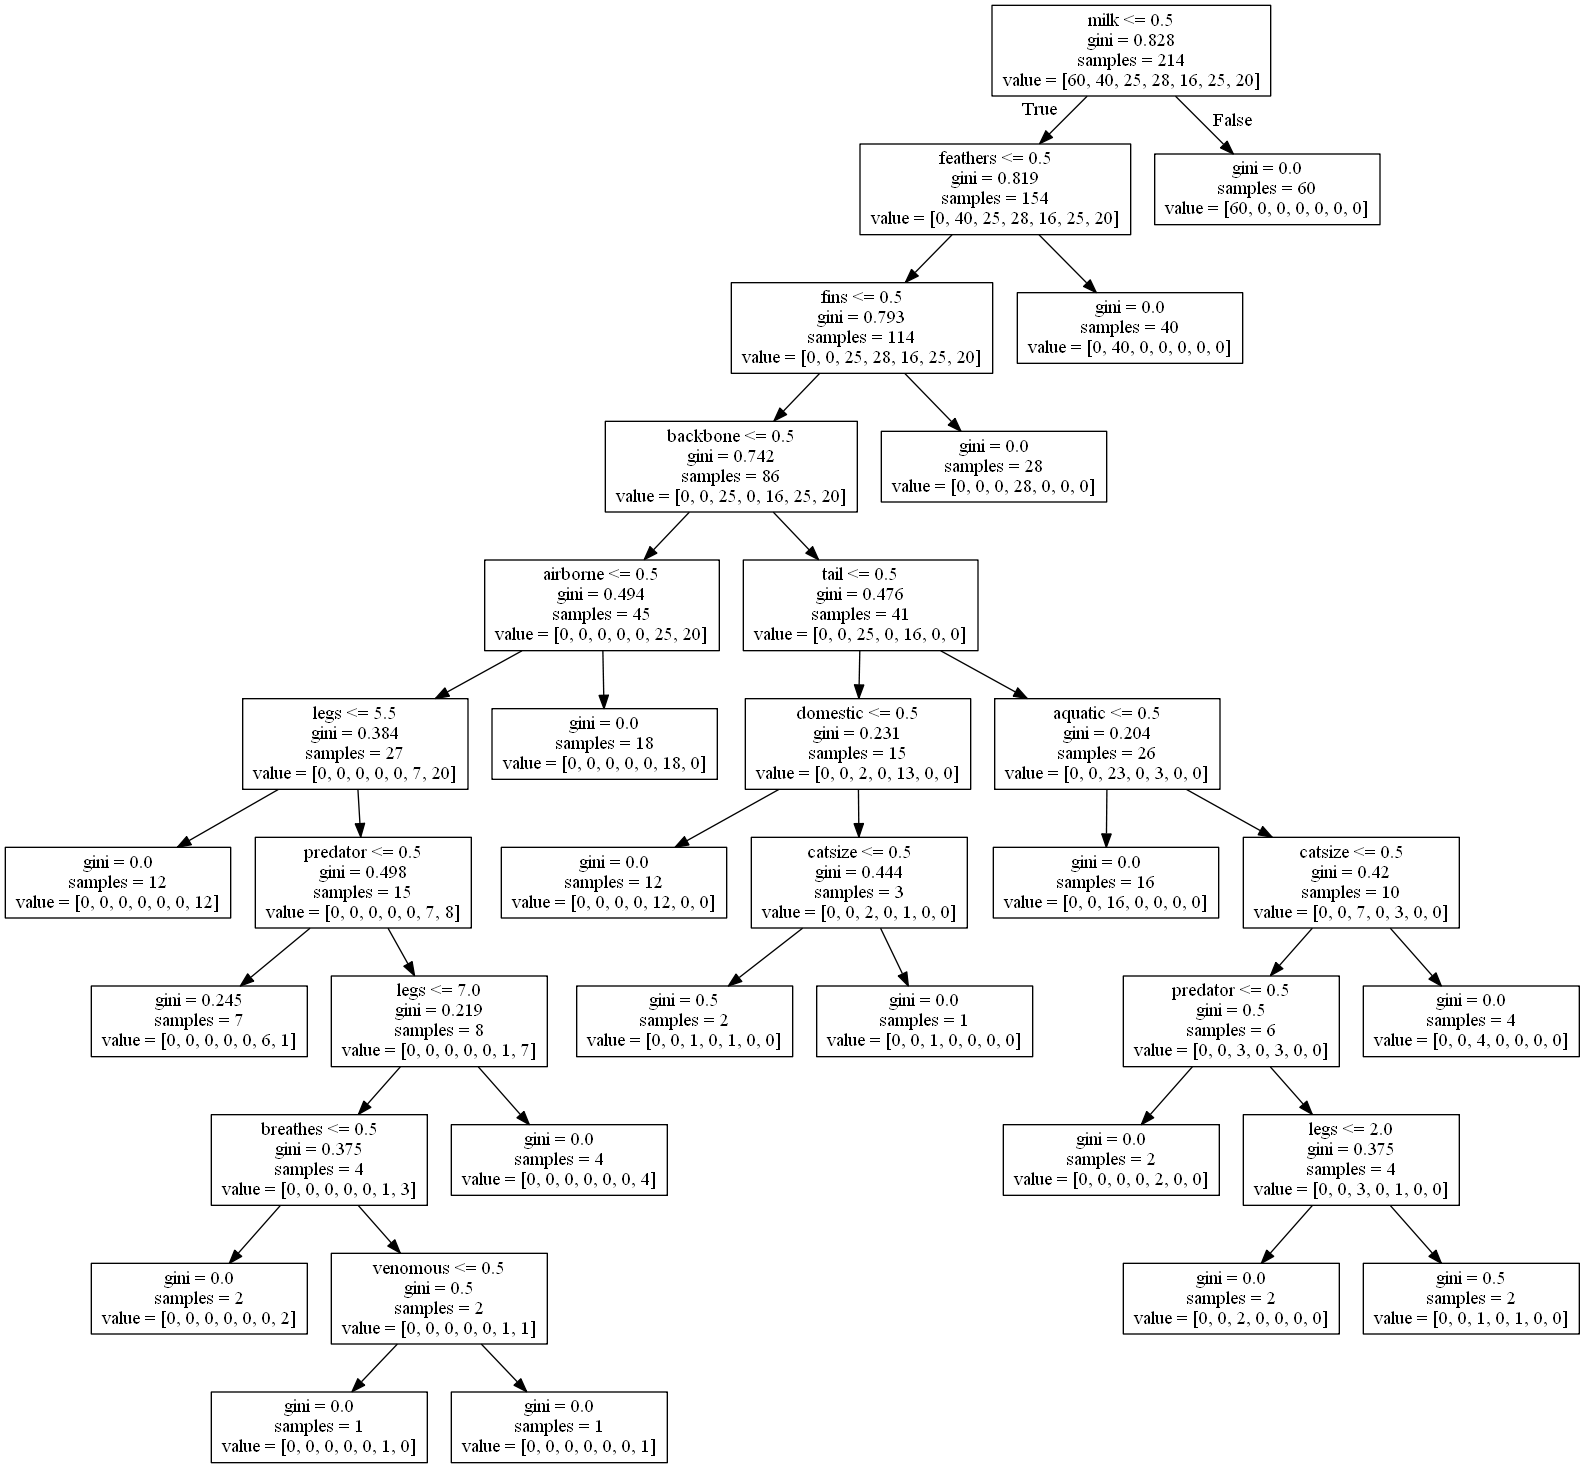 milk <= 0.5
gini = 0.828
samples = 214
value = [60, 40, 25, 28, 16, 25, 20]
True
False
feathers <= 0.5
gini = 0.819
samples = 154
value = [0, 40, 25, 28, 16, 25, 20]
gini = 0.0
samples = 60
value = [60, 0, 0, 0, 0, 0, 0]
fins <= 0.5
gini = 0.793
samples = 114
value = [0, 0, 25, 28, 16, 25, 20]
gini = 0.0
samples = 40
value = [0, 40, 0, 0, 0, 0, 0]
backbone <= 0.5
gini = 0.742
samples = 86
value = [0, 0, 25, 0, 16, 25, 20]
gini = 0.0
samples = 28
value = [0, 0, 0, 28, 0, 0, 0]
airborne <= 0.5
gini = 0.494
samples = 45
value = [0, 0, 0, 0, 0, 25, 20]
tail <= 0.5
gini = 0.476
samples = 41
value = [0, 0, 25, 0, 16, 0, 0]
legs <= 5.5
gini = 0.384
samples = 27
value = [0, 0, 0, 0, 0, 7, 20]
gini = 0.0
samples = 18
value = [0, 0, 0, 0, 0, 18, 0]
domestic <= 0.5
gini = 0.231
samples = 15
value = [0, 0, 2, 0, 13, 0, 0]
aquatic <= 0.5
gini = 0.204
samples = 26
value = [0, 0, 23, 0, 3, 0, 0]
gini = 0.0
samples = 12
value = [0, 0, 0, 0, 0, 0, 12]
predator <= 0.5
gini = 0.498
samples = 15
value = [0, 0, 0, 0, 0, 7, 8]
gini = 0.0
samples = 12
value = [0, 0, 0, 0, 12, 0, 0]
catsize <= 0.5
gini = 0.444
samples = 3
value = [0, 0, 2, 0, 1, 0, 0]
gini = 0.0
samples = 16
value = [0, 0, 16, 0, 0, 0, 0]
catsize <= 0.5
gini = 0.42
samples = 10
value = [0, 0, 7, 0, 3, 0, 0]
gini = 0.245
samples = 7
value = [0, 0, 0, 0, 0, 6, 1]
legs <= 7.0
gini = 0.219
samples = 8
value = [0, 0, 0, 0, 0, 1, 7]
gini = 0.5
samples = 2
value = [0, 0, 1, 0, 1, 0, 0]
gini = 0.0
samples = 1
value = [0, 0, 1, 0, 0, 0, 0]
predator <= 0.5
gini = 0.5
samples = 6
value = [0, 0, 3, 0, 3, 0, 0]
gini = 0.0
samples = 4
value = [0, 0, 4, 0, 0, 0, 0]
breathes <= 0.5
gini = 0.375
samples = 4
value = [0, 0, 0, 0, 0, 1, 3]
gini = 0.0
samples = 4
value = [0, 0, 0, 0, 0, 0, 4]
gini = 0.0
samples = 2
value = [0, 0, 0, 0, 2, 0, 0]
legs <= 2.0
gini = 0.375
samples = 4
value = [0, 0, 3, 0, 1, 0, 0]
gini = 0.0
samples = 2
value = [0, 0, 0, 0, 0, 0, 2]
venomous <= 0.5
gini = 0.5
samples = 2
value = [0, 0, 0, 0, 0, 1, 1]
gini = 0.0
samples = 2
value = [0, 0, 2, 0, 0, 0, 0]
gini = 0.5
samples = 2
value = [0, 0, 1, 0, 1, 0, 0]
gini = 0.0
samples = 1
value = [0, 0, 0, 0, 0, 1, 0]
gini = 0.0
samples = 1
value = [0, 0, 0, 0, 0, 0, 1]